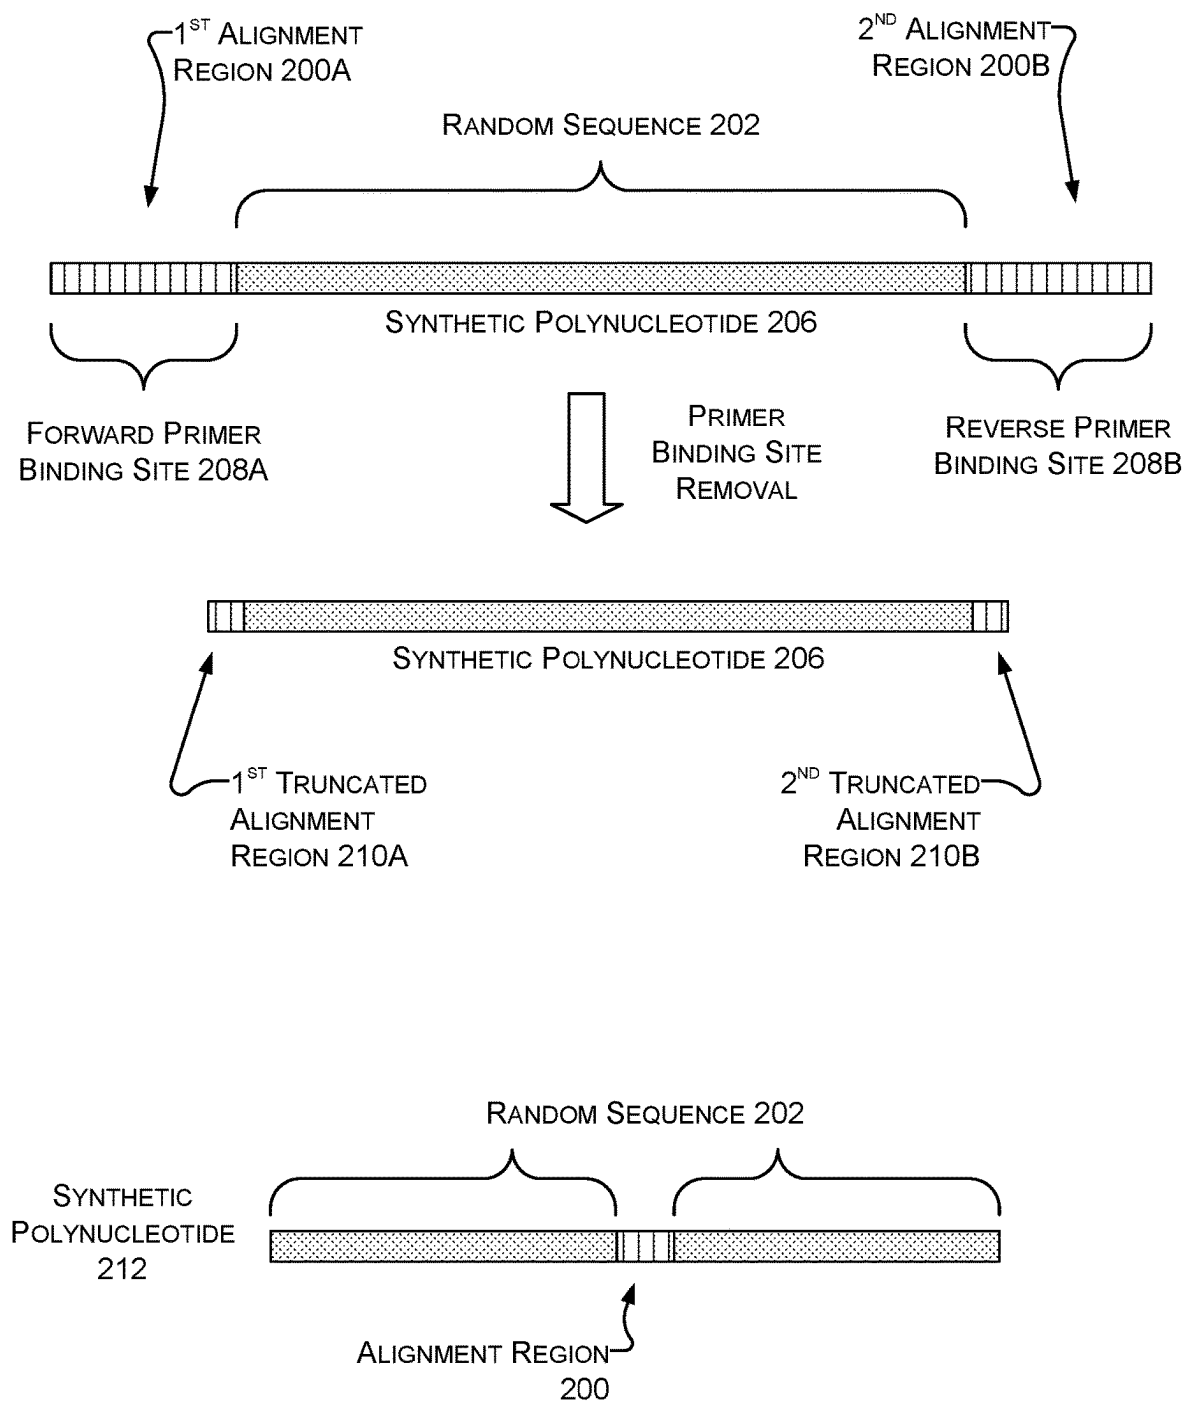 1ST ALIGNMENT
REGION 200A
2ND ALIGNMENT
REGION 200B
RANDOM SEQUENCE 202
SYNTHETIC POLYNUCLEOTIDE 206
FORWARD PRIMER
BINDING SITE 208A
PRIMER
BINDING SITE
REMOVAL
REVERSE PRIMER
BINDING SITE 208B
SYNTHETIC POLYNUCLEOTIDE 206
1ST TRUNCATED
ALIGNMENT
REGION 210A
2ND TRUNCATED
ALIGNMENT
REGION 210B
RANDOM SEQUENCE 202
SYNTHETIC
POLYNUCLEOTIDE
212
ALIGNMENT REGION
200